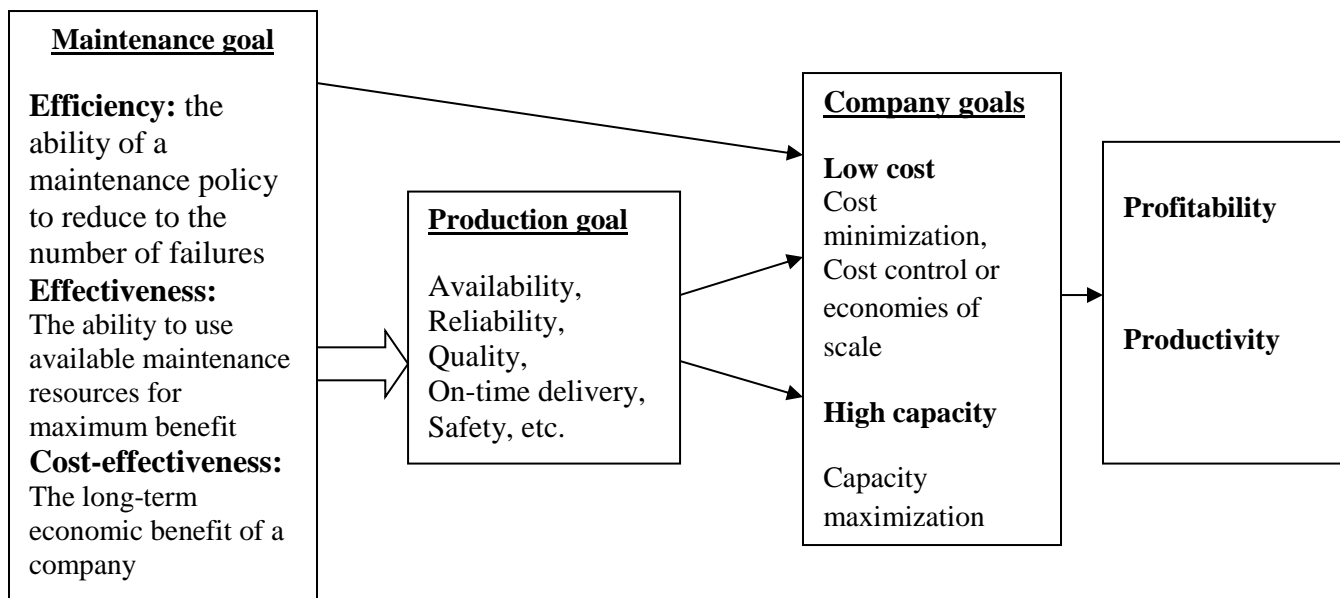 Maintenance goal
Efficiency: the
ability of a
maintenance policy
to reduce to the
number of failures
Effectiveness:
The ability to use
available maintenance
resources for
maximum benefit
Cost-effectiveness:
The long-term
economic benefit of a
company
Production goal
Availability,
Reliability,
Quality,
On-time delivery,
Safety, etc.
Company goals
Low cost
Cost
minimization,
Cost control or
economies of
scale
High capacity
Capacity
maximization
Profitability
Productivity